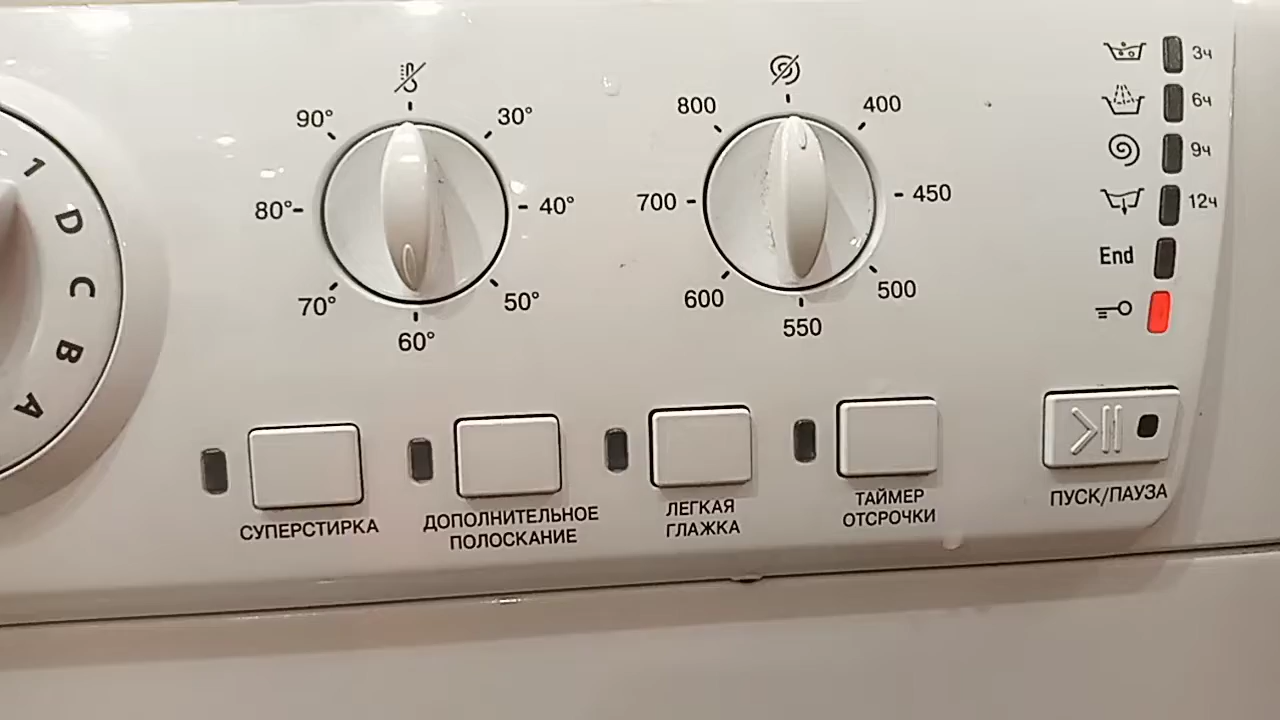 1
D
C
B
A
90°
30°
80°
40°
70°
50°
60°
800
400
700
450
600
500
550
3ч
6ч
9ч
12ч
End
СУПЕРСТИРКА
ДОПОЛНИТЕЛЬНОЕ
ПОЛОСКАНИЕ
ЛЕГКАЯ
ГЛАЖКА
ТАЙМЕР
ОТСРОЧКИ
ПУСК/ПАУЗА